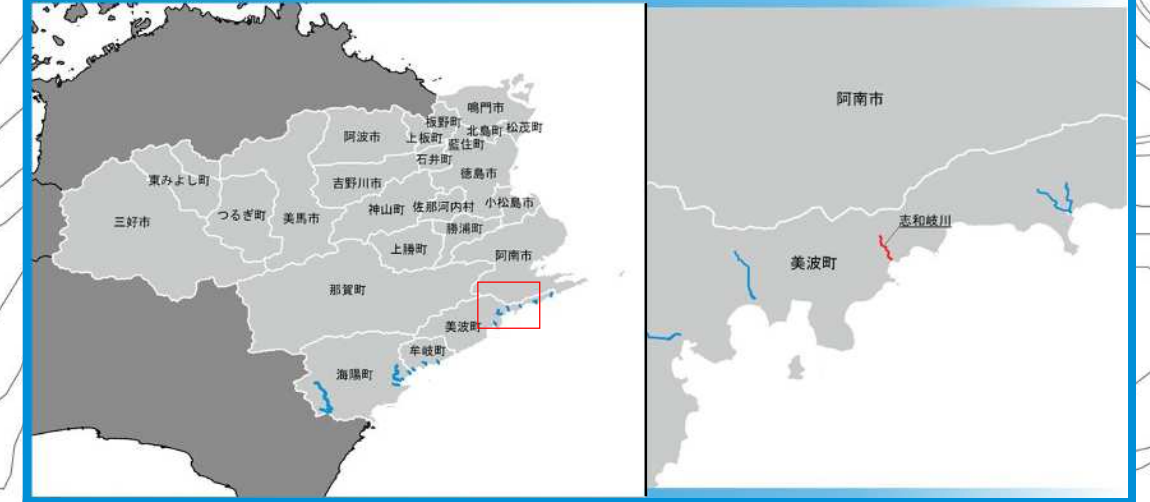 鳴門市
板野町
松茂町
北島町
阿波市
上板町
藍住町
石井町
徳島市
東みよし町
吉野川市
小松島市
佐那河内村
神山町
つるぎ町
美馬市
三好市
勝浦町
上勝町
阿南市
那賀町
美波町
牟岐町
海陽町
阿南市
志和岐川
美波町